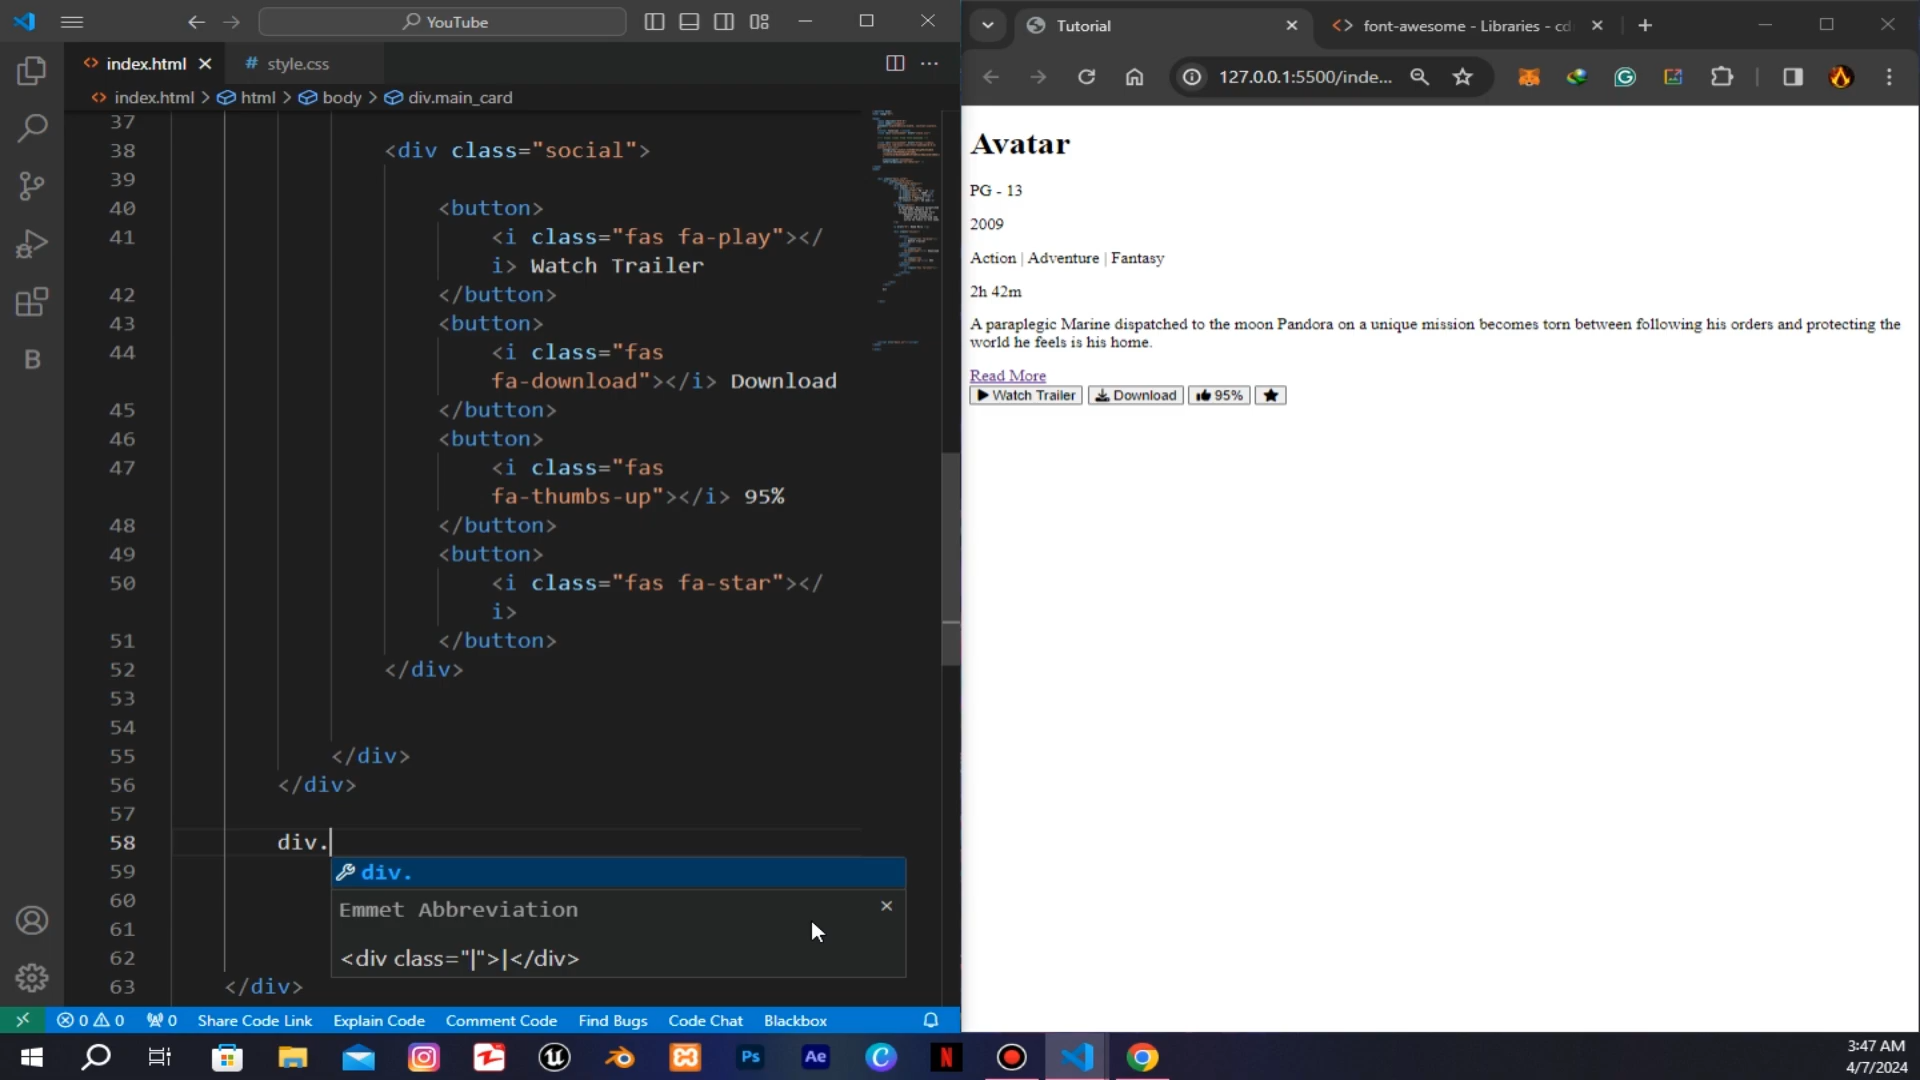 YouTube
index.html
style.css
index.html > html > body > div.main_card
37
38 <div class="social">
39
40 <button>
41 <i class="fas fa-play"></
i> Watch Trailer
42 </button>
43 <button>
44 <i class="fas
fa-download"></i> Download
45 </button>
46 <button>
47 <i class="fas
fa-thumbs-up"></i> 95%
48 </button>
49 <button>
50 <i class="fas fa-star"></
i>
51 </button>
52 </div>
53
54
55 </div>
56 </div>
57
58 div.
59
60
61
62
63 </div>
div.
Emmet Abbreviation
<div class="|">|</div>
0 0 0 Share Code Link Explain Code Comment Code Find Bugs Code Chat Blackbox
Tutorial
font-awesome - Libraries - cd
127.0.0.1:5500/inde...
Avatar
PG - 13
2009
Action | Adventure | Fantasy
2h 42m
A paraplegic Marine dispatched to the moon Pandora on a unique mission becomes torn between following his orders and protecting the
world he feels is his home.
Read More
Watch Trailer Download 95%
Ps Ae
3:47 AM
4/7/2024